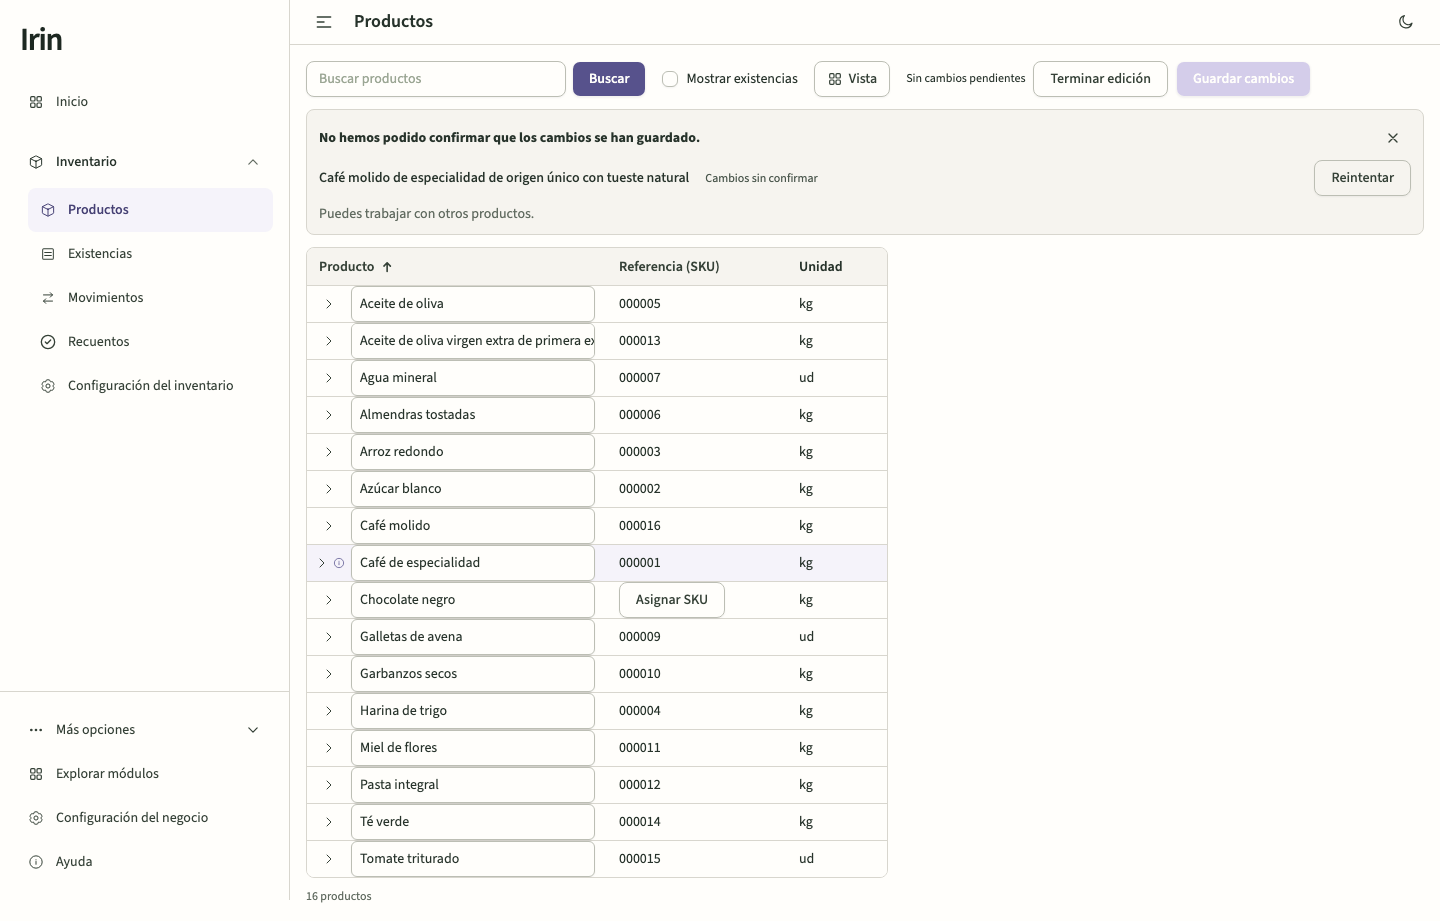 Irin
Productos
Inicio
Inventario
Productos
Existencias
Movimientos
Recuentos
Configuración del inventario
Más opciones
Explorar módulos
Configuración del negocio
Ayuda
Buscar productos Buscar Mostrar existencias Vista Sin cambios pendientes Terminar edición Guardar cambios
No hemos podido confirmar que los cambios se han guardado.
Café molido de especialidad de origen único con tueste natural Cambios sin confirmar Reintentar
Puedes trabajar con otros productos.
Producto Referencia (SKU) Unidad
Aceite de oliva 000005 kg
Aceite de oliva virgen extra de primera ex 000013 kg
Agua mineral 000007 ud
Almendras tostadas 000006 kg
Arroz redondo 000003 kg
Azúcar blanco 000002 kg
Café molido 000016 kg
Café de especialidad 000001 kg
Chocolate negro Asignar SKU kg
Galletas de avena 000009 ud
Garbanzos secos 000010 kg
Harina de trigo 000004 kg
Miel de flores 000011 kg
Pasta integral 000012 kg
Té verde 000014 kg
Tomate triturado 000015 ud
16 productos